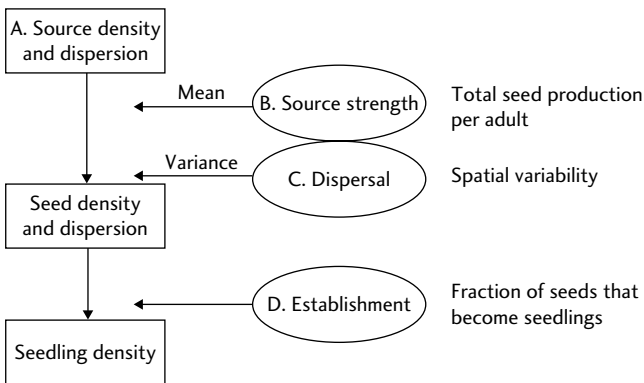 A. Source density
and dispersion
Mean
B. Source strength
Total seed production
per adult
Variance
C. Dispersal
Spatial variability
Seed density
and dispersion
D. Establishment
Fraction of seeds that
become seedlings
Seedling density